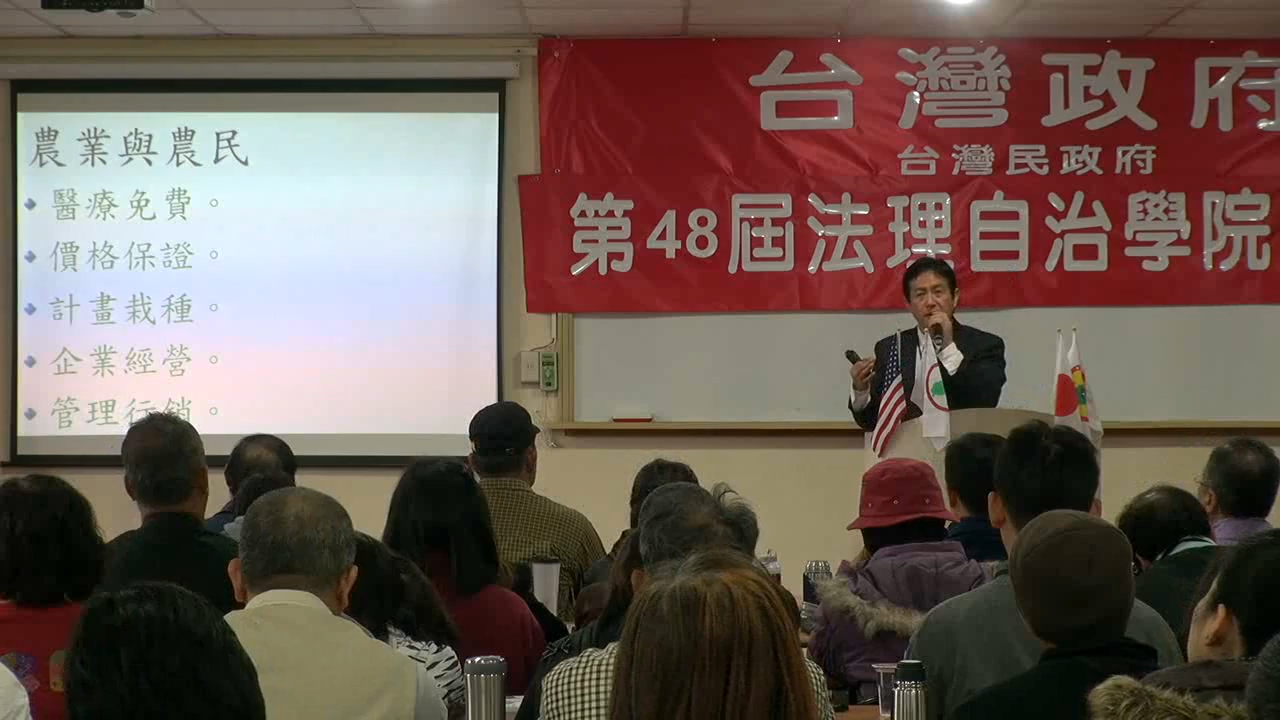 農業與農民
醫療免費。
價格保證。
計畫栽種。
企業經營。
管理行銷。
台灣政府
台灣民政府
第48屆法理自治學院